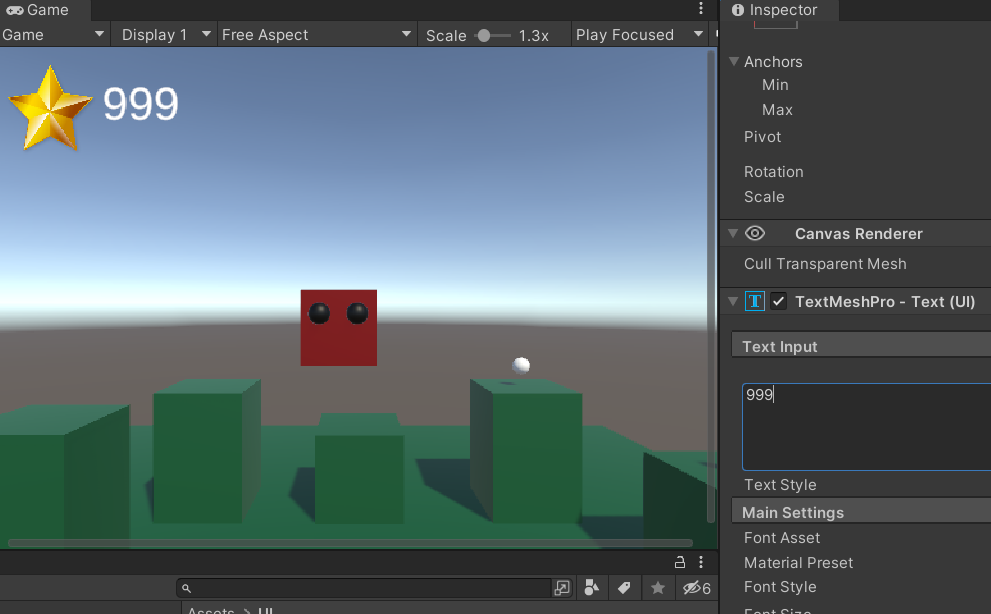 Game
Game Display 1 Free Aspect Scale 1.3x Play Focused
999
6
Assets > UI
Inspector
Anchors
Min
Max
Pivot
Rotation
Scale
Canvas Renderer
Cull Transparent Mesh
T TextMeshPro - Text (UI)
Text Input
999
Text Style
Main Settings
Font Asset
Material Preset
Font Style
Font Size